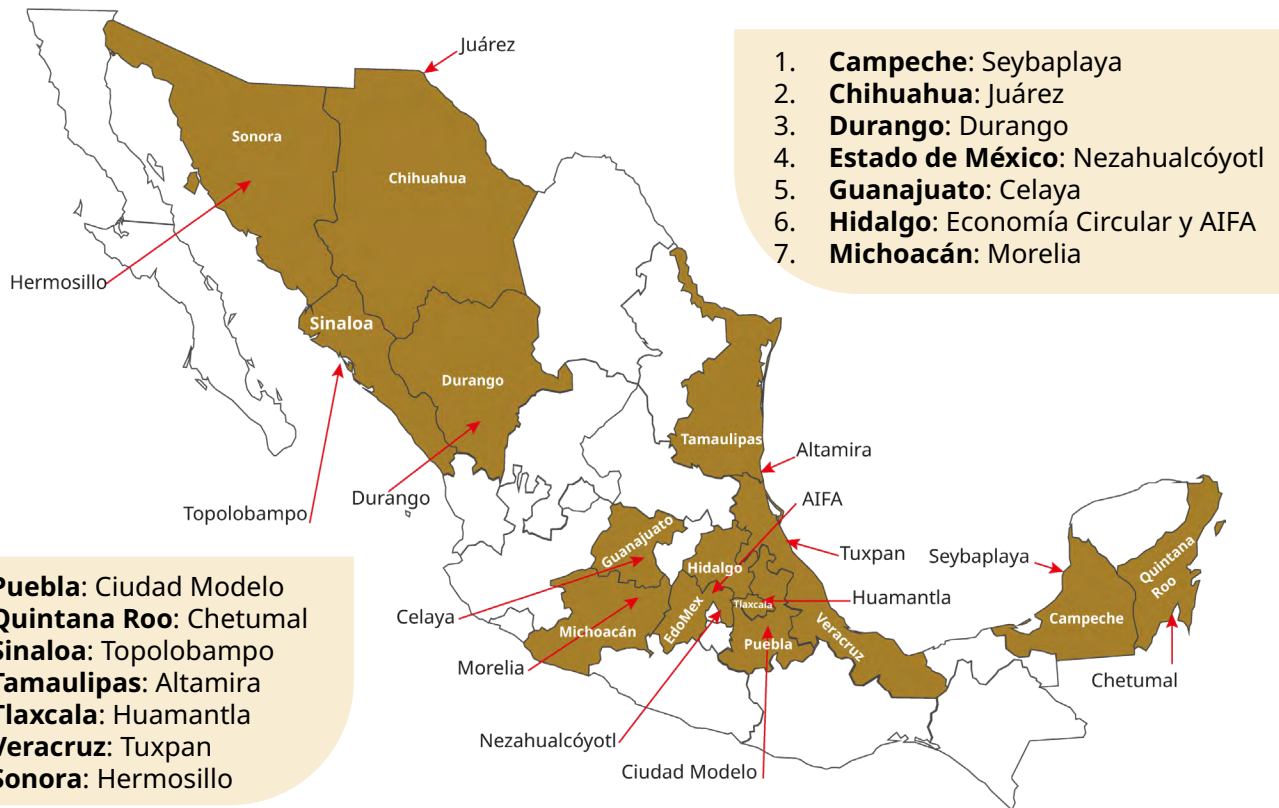 Juárez
1. Campeche: Seybaplaya
2. Chihuahua: Juárez
3. Durango: Durango
4. Estado de México: Nezahualcóyotl
5. Guanajuato: Celaya
6. Hidalgo: Economía Circular y AIFA
7. Michoacán: Morelia
Sonora
Chihuahua
Hermosillo
Sinaloa
Durango
Tamaulipas
Altamira
Durango
AIFA
Topolobampo
Guanajuato
Tuxpan
Seybaplaya
Quintana
Roo
Hidalgo
Huamantla
Celaya
Tlaxcala
EdoMex
Michoacán
Campeche
Veracruz
Puebla
Morelia
Chetumal
Nezahualcóyotl
Ciudad Modelo
Puebla: Ciudad Modelo
Quintana Roo: Chetumal
Sinaloa: Topolobampo
Tamaulipas: Altamira
Tlaxcala: Huamantla
Veracruz: Tuxpan
Sonora: Hermosillo